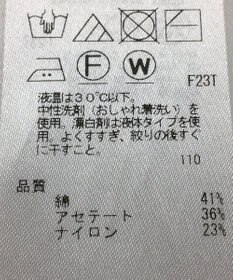 F
W
F23T
液温は30℃以下。
中性洗剤(おしゃれ着洗い)を
使用。漂白剤は液体タイプを使
用。よくすすぎ、絞りの後すぐ
に干すこと。
110
品質
綿 41%
アセテート 36%
ナイロン 23%